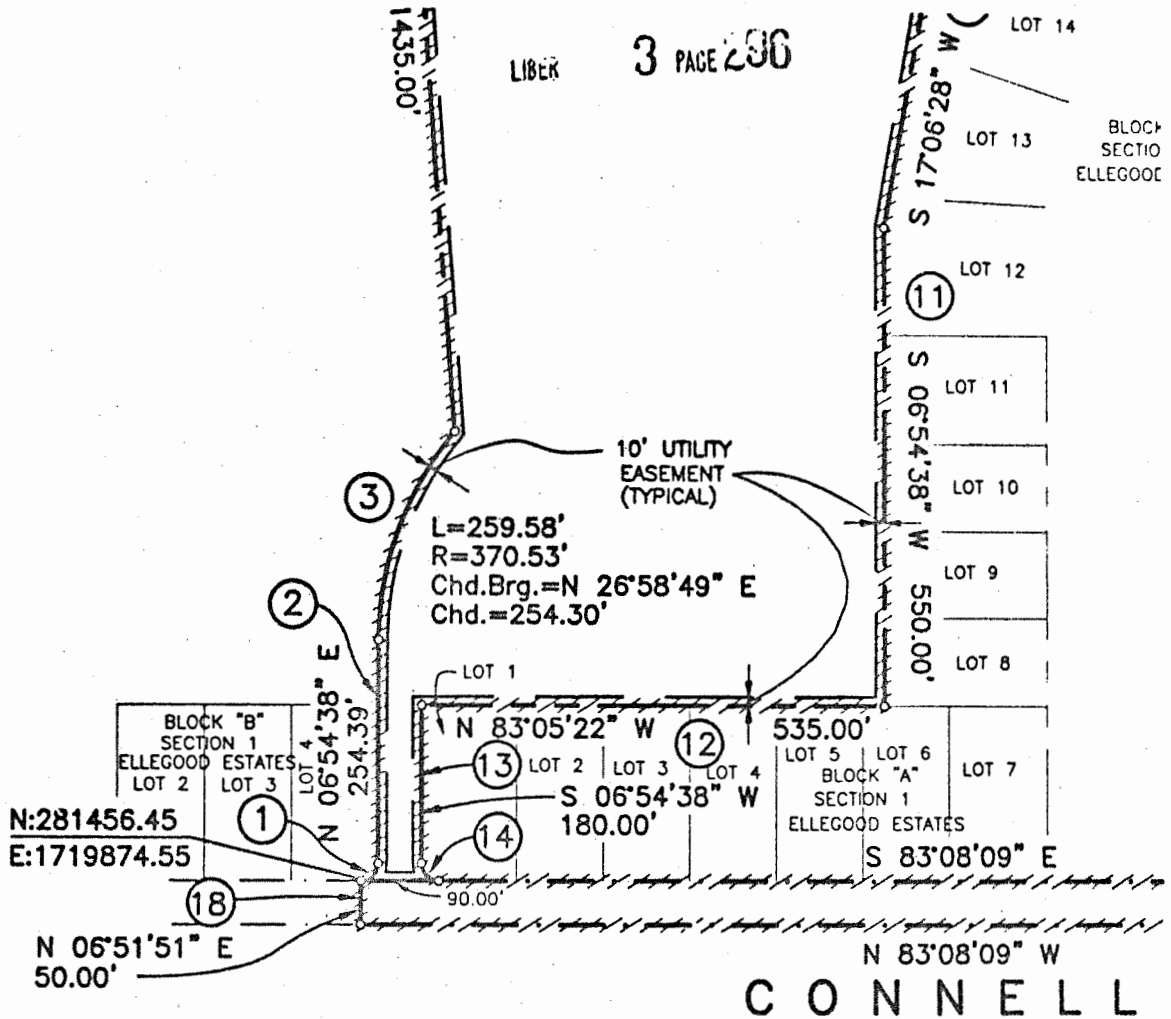 1435.00'
LIBER 3 PAGE 296
S 17°06'28" W
LOT 14
LOT 13
BLOCK
SECTIO
ELLEGOOD
LOT 12
11
S 06°54'38" W 550.00'
LOT 11
LOT 10
LOT 9
LOT 8
10' UTILITY
EASEMENT
(TYPICAL)
3
L=259.58'
R=370.53'
Chd.Brg.=N 26°58'49" E
Chd.=254.30'
2
N 06°54'38" E
254.39'
LOT 1
N 83°05'22" W
12
535.00'
BLOCK "B"
SECTION 1
ELLEGOOD ESTATES
LOT 2
LOT 3
LOT 4
13
LOT 2
LOT 3
LOT 4
LOT 5
LOT 6
LOT 7
BLOCK "A"
SECTION 1
ELLEGOOD ESTATES
S 06°54'38" W
180.00'
N:281456.45
E:1719874.55
1
14
S 83°08'09" E
18
90.00'
N 06°51'51" E
50.00'
N 83°08'09" W
CONNELL